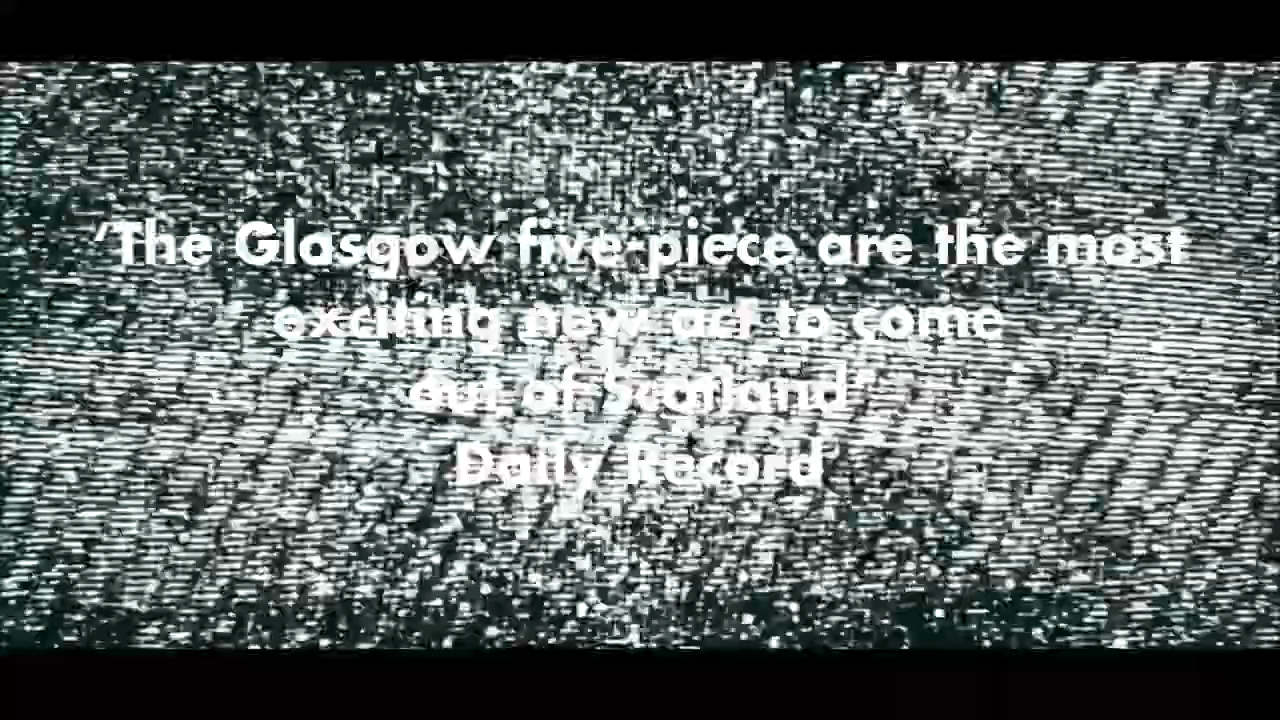 'The Glasgow five-piece are the most
exciting new act to come
out of Scotland'
Daily Record